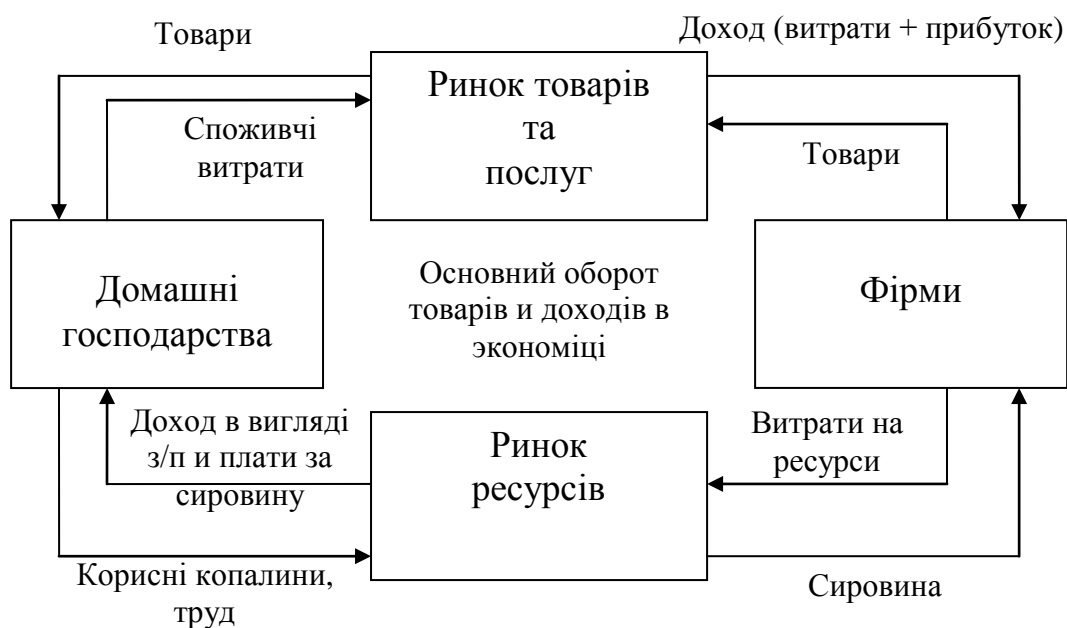 Товари
Доход (витрати + прибуток)
Ринок товарів
та
послуг
Споживчі
витрати
Товари
Домашні
господарства
Основний оборот
товарів и доходів в
экономіці
Фірми
Доход в вигляді
з/п и плати за
сировину
Ринок
ресурсів
Витрати на
ресурси
Корисні копалини,
труд
Сировина